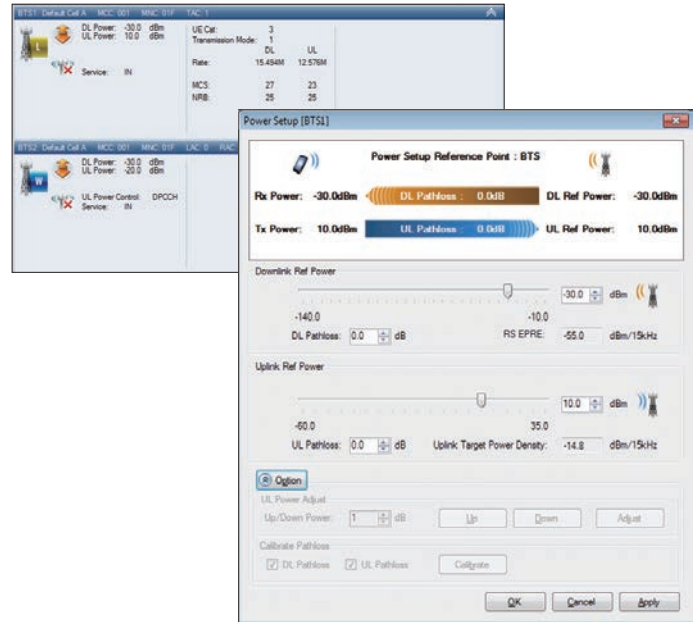 BTS1: Default Cell A MCC: 001 MNC: 01F TAC: 1
DL Power: -30.0 dBm
UL Power: 10.0 dBm
Service: IN
UE Cat: 3
Transmission Mode: 1
DL UL
Rate: 15.494M 12.576M
MCS: 27 23
NRB: 25 25
BTS2: Default Cell A MCC: 001 MNC: 01F LAC: 0 RAC
DL Power: -30.0 dBm
UL Power: -20.0 dBm
UL Power Control: DPCCH
Service: IN
L
W
Power Setup [BTS1]
Power Setup Reference Point : BTS
Rx Power: -30.0dBm DL Pathloss : 0.0dB DL Ref Power: -30.0dBm
Tx Power: 10.0dBm UL Pathloss : 0.0dB UL Ref Power: 10.0dBm
Downlink Ref Power
-30.0 dBm
-140.0 -10.0
DL Pathloss: 0.0 dB RS EPRE: -55.0 dBm/15kHz
Uplink Ref Power
10.0 dBm
-60.0 35.0
UL Pathloss: 0.0 dB Uplink Target Power Density: -14.8 dBm/15kHz
Option
UL Power Adjust
Up/Down Power: 1 dB Up Down Adjust
Calibrate Pathloss
DL Pathloss UL Pathloss Calibrate
OK Cancel Apply